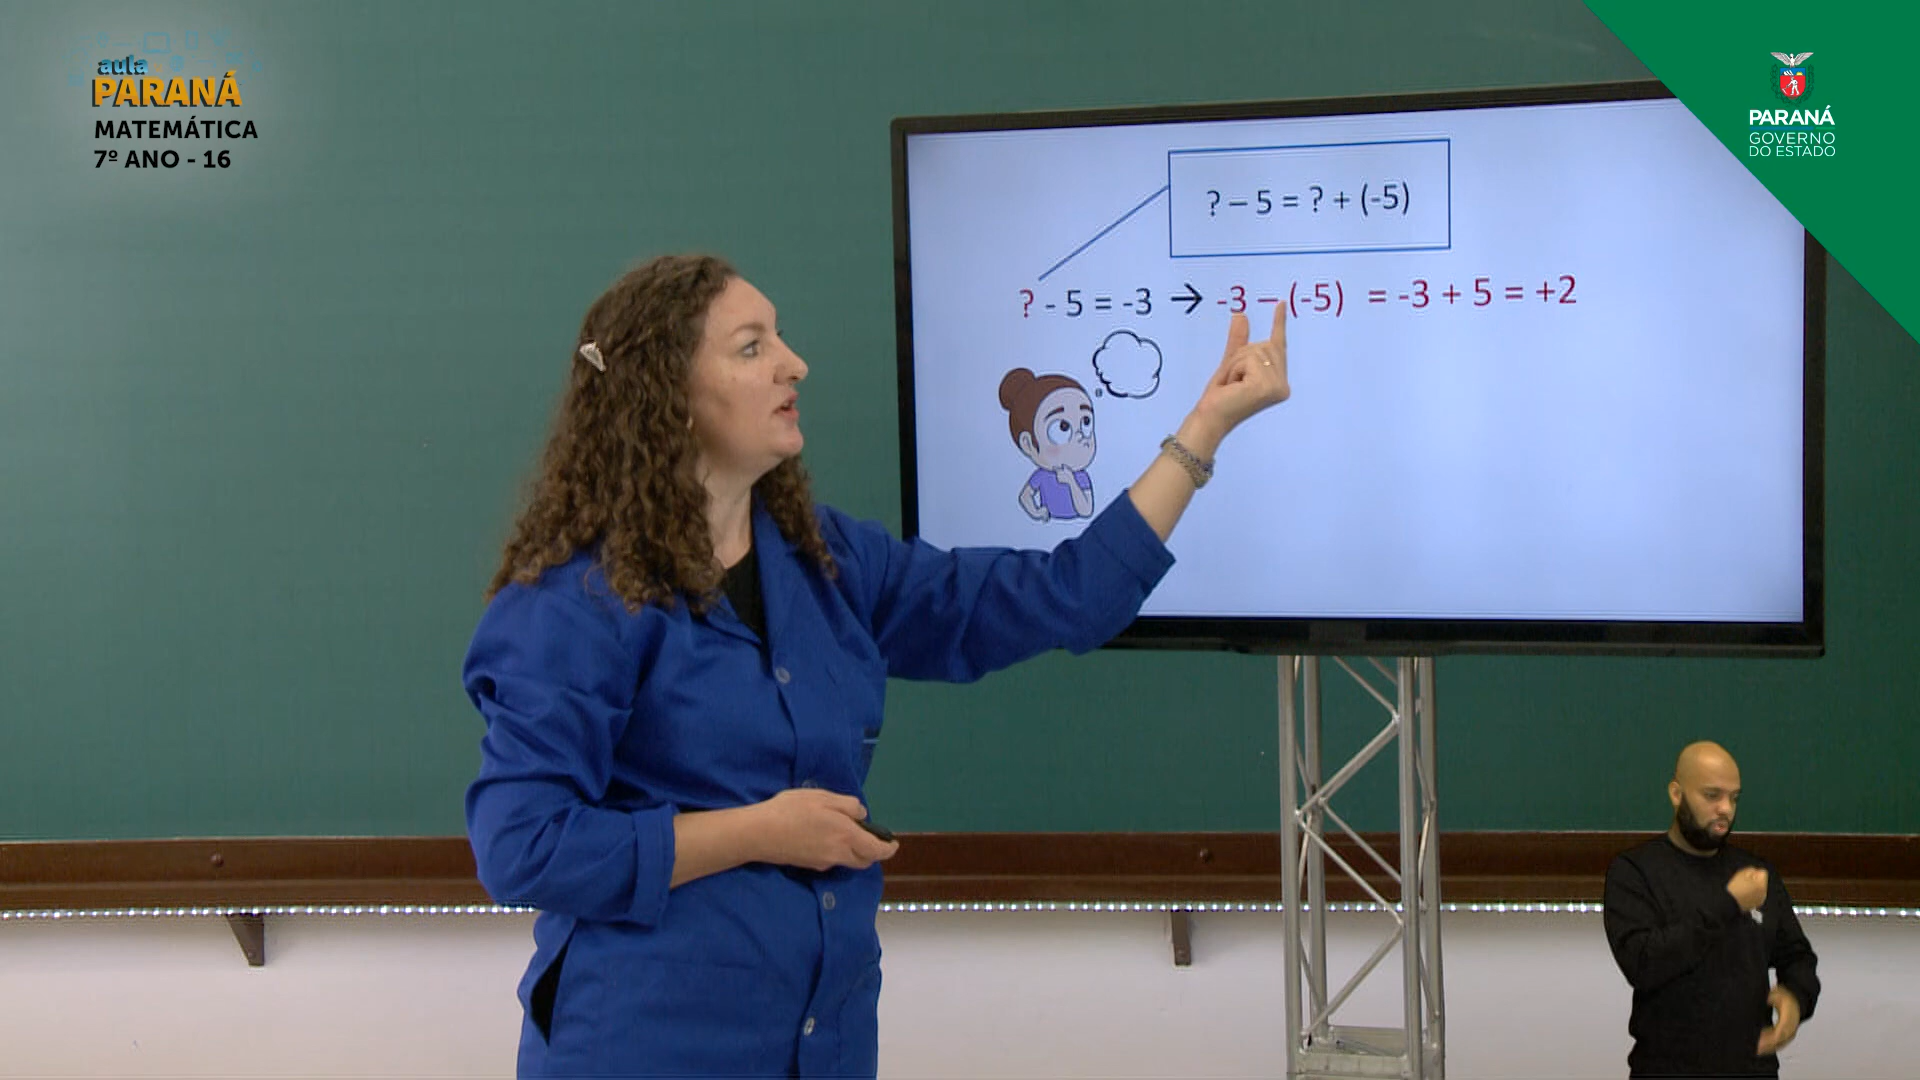 aula
PARANÁ
MATEMÁTICA
7º ANO - 16
PARANÁ
GOVERNO
DO ESTADO
? – 5 = ? + (-5)
? - 5 = -3 → -3 – (-5) = -3 + 5 = +2